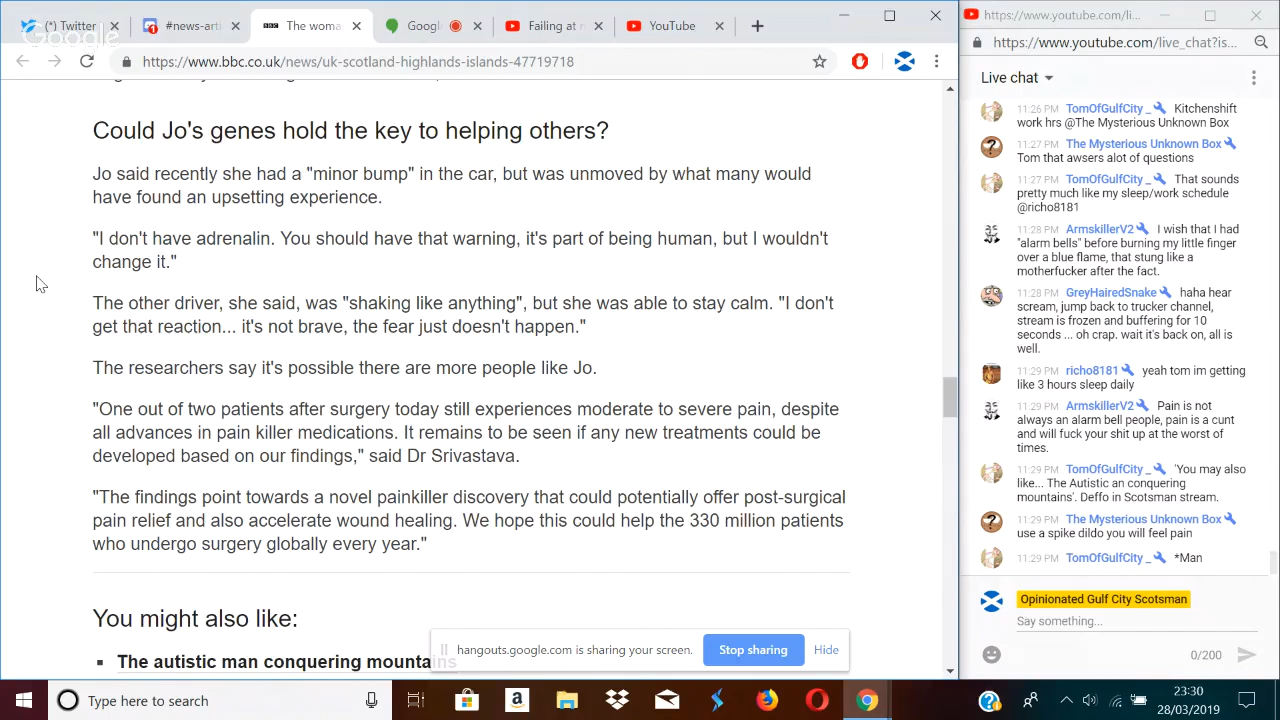 (*) Twitter
#news-arti
BBC
The woma
Googl
Failing at m
YouTube
Google
https://www.bbc.co.uk/news/uk-scotland-highlands-islands-47719718
Could Jo's genes hold the key to helping others?
Jo said recently she had a "minor bump" in the car, but was unmoved by what many would
have found an upsetting experience.
"I don't have adrenalin. You should have that warning, it's part of being human, but I wouldn't
change it."
The other driver, she said, was "shaking like anything", but she was able to stay calm. "I don't
get that reaction... it's not brave, the fear just doesn't happen."
The researchers say it's possible there are more people like Jo.
"One out of two patients after surgery today still experiences moderate to severe pain, despite
all advances in pain killer medications. It remains to be seen if any new treatments could be
developed based on our findings," said Dr Srivastava.
"The findings point towards a novel painkiller discovery that could potentially offer post-surgical
pain relief and also accelerate wound healing. We hope this could help the 330 million patients
who undergo surgery globally every year."
You might also like:
The autistic man conquering mountains
hangouts.google.com is sharing your screen.
Stop sharing
Hide
https://www.youtube.com/li...
https://www.youtube.com/live_chat?is...
Live chat
11:26 PM TomOfGulfCity _ Kitchenshift
work hrs @The Mysterious Unknown Box
11:27 PM The Mysterious Unknown Box
Tom that awsers alot of questions
11:27 PM TomOfGulfCity _ That sounds
pretty much like my sleep/work schedule
@richo8181
11:28 PM ArmskillerV2 I wish that I had
"alarm bells" before burning my little finger
over a blue flame, that stung like a
motherfucker after the fact.
11:28 PM GreyHairedSnake haha hear
scream, jump back to trucker channel,
stream is frozen and buffering for 10
seconds ... oh crap. wait it's back on, all is
well.
11:29 PM richo8181 yeah tom im getting
like 3 hours sleep daily
11:29 PM ArmskillerV2 Pain is not
always an alarm bell people, pain is a cunt
and will fuck your shit up at the worst of
times.
11:29 PM TomOfGulfCity _ 'You may also
like... The Autistic an conquering
mountains'. Deffo in Scotsman stream.
11:29 PM The Mysterious Unknown Box
use a spike dildo you will feel pain
11:29 PM TomOfGulfCity _ *Man
Opinionated Gulf City Scotsman
Say something...
0/200
Type here to search
23:30
28/03/2019